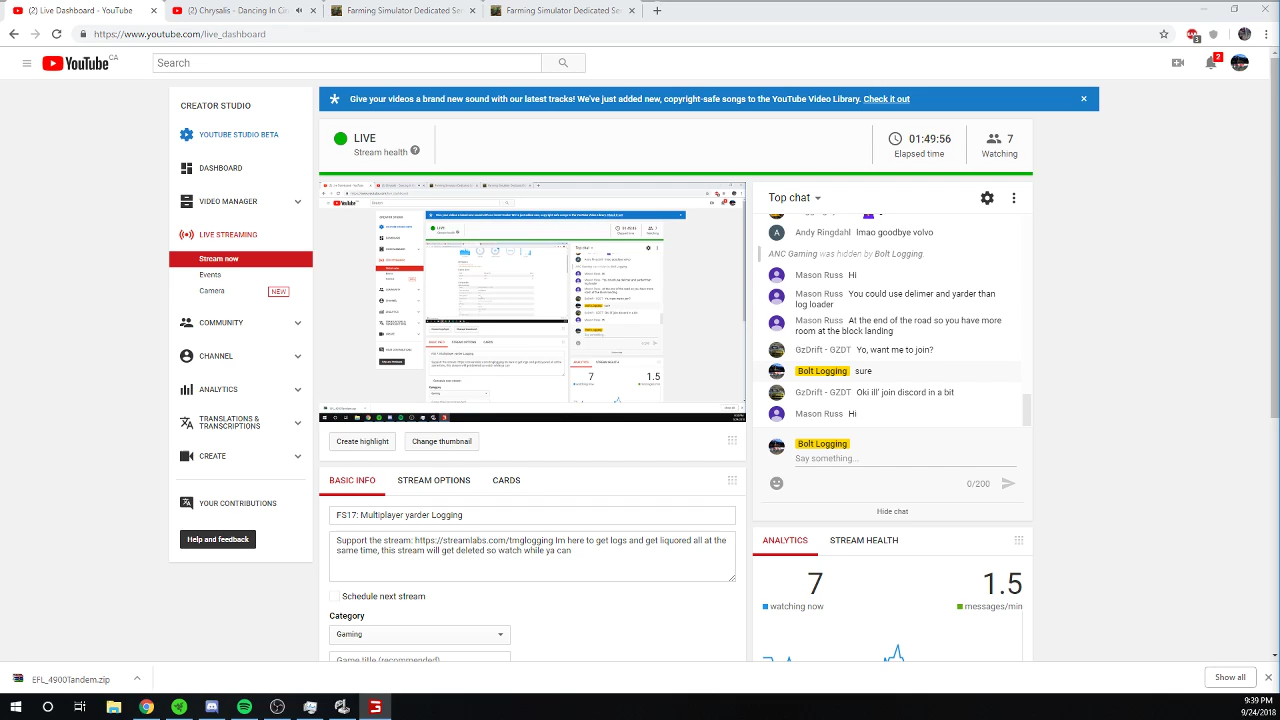 (2) Live Dashboard - YouTube
(2) Chrysalis - Dancing In Circ
Farming Simulator Dedicated Se
Farming Simulator Dedicated Se
https://www.youtube.com/live_dashboard
3
YouTube CA
Search
2
CREATOR STUDIO
YOUTUBE STUDIO BETA
DASHBOARD
LIVE STREAMING
Stream now
Events
NEW
COMMUNITY
CHANNEL
ANALYTICS
TRANSLATIONS &
TRANSCRIPTIONS
CREATE
YOUR CONTRIBUTIONS
Help and feedback
Give your videos a brand new sound with our latest tracks! We've just added new, copyright-safe songs to the YouTube Video Library. Check it out
LIVE
Stream health
01:49:56
Elapsed time
7
Watching
Create highlight
Change thumbnail
BASIC INFO
STREAM OPTIONS
CARDS
FS17: Multiplayer yarder Logging
Support the stream: https://streamlabs.com/tmglogging Im here to get logs and get liquored all at the
same time, this stream will get deleted so watch while ya can
Schedule next stream
Category
Gaming
Game title (recommended)
Top chat
Andy Ringdahl lmao goodbye volvo
ANC Gaming was hidden by Bolt Logging.
Mason Russ Hi
Mason Russ You should put delimer and yarder than
log loader
Mason Russ At the end of the road so you have more
room at the block landing
GzDrift - GZDT You mans want me to join?
Bolt Logging sure
GzDrift - GZDT Ok ill join discord in a bit
Mason Russ Hi
Bolt Logging
Say something...
0/200
Hide chat
ANALYTICS
STREAM HEALTH
7
watching now
1.5
messages/min
EFL_4900Tandem.zip
Show all
9:39 PM
9/24/2018